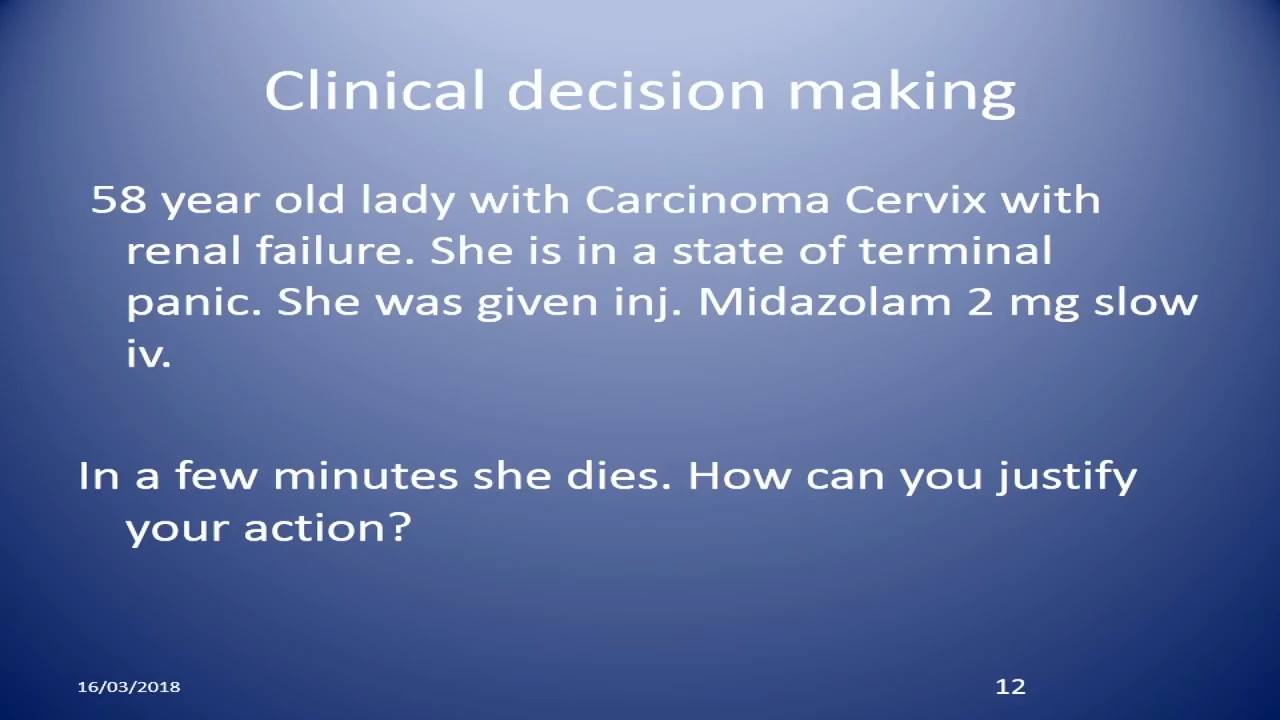 Clinical decision making
58 year old lady with Carcinoma Cervix with
renal failure. She is in a state of terminal
panic. She was given inj. Midazolam 2 mg slow
iv.
In a few minutes she dies. How can you justify
your action?
16/03/2018
12